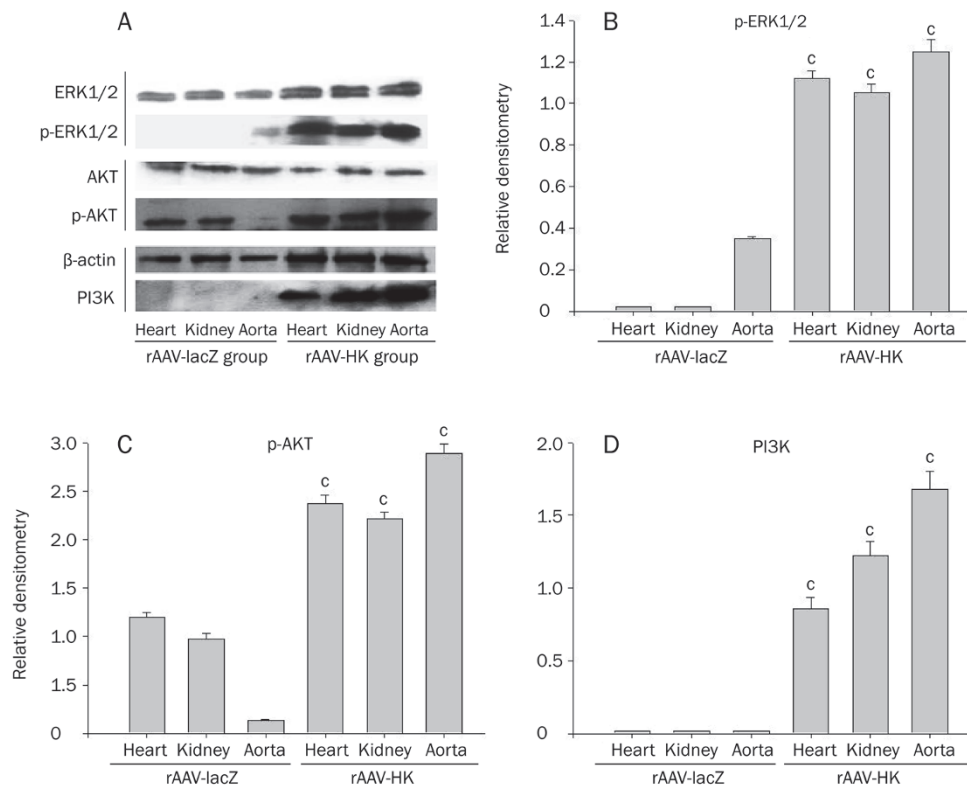 A
ERK1/2
p-ERK1/2
AKT
p-AKT
β-actin
PI3K
Heart Kidney Aorta Heart Kidney Aorta
rAAV-lacZ group rAAV-HK group
B
p-ERK1/2
Relative densitometry
1.4
1.2
1.0
1.8
1.6
0.4
0.2
0
c c c
Heart Kidney Aorta Heart Kidney Aorta
rAAV-lacZ rAAV-HK
C
p-AKT
Relative densitometry
3.0
2.5
2.0
1.5
1.0
1.5
0
c c c
Heart Kidney Aorta Heart Kidney Aorta
rAAV-lacZ rAAV-HK
D
PI3K
2.0
1.5
1.0
0.5
0
c c c
Heart Kidney Aorta Heart Kidney Aorta
rAAV-lacZ rAAV-HK